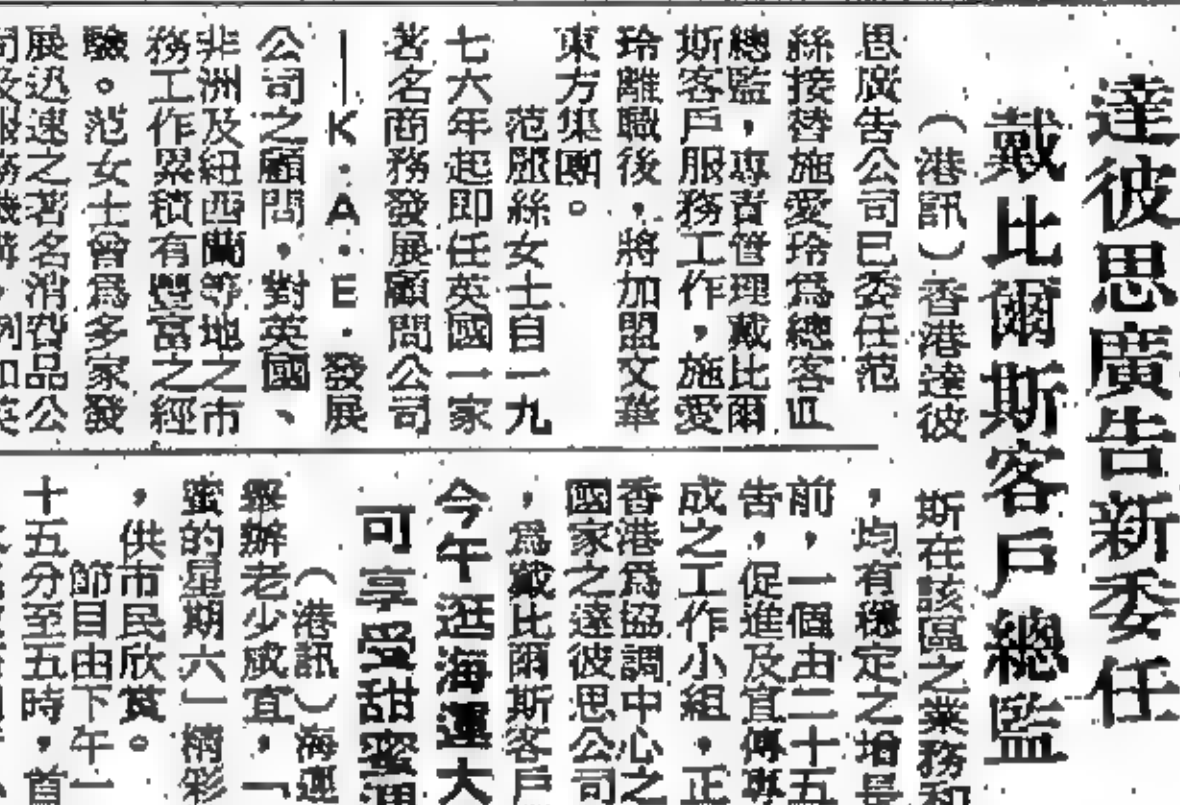 達彼思廣告新委任
戴比爾斯客戶總監
（港訊）香港達彼
思廣告公司已委任范
絲接替施愛玲為總客
總監，專責管理戴比爾
斯客戶服務工作，施愛
玲離職後，將加盟文華
東方集團。
范 絲女士自一九
七六年起即任英國一家
著名商務發展顧問公司
—K．A．E．發展
公司之顧問，對英國、
非洲及紐西蘭等地之市
務工作累積有豐富之經
驗。范女士曾為多家發
展迅速之著名消費品公
斯在該區之業務和
，均有穩定之增長
前，一個由二十五
告，促進及宣傳專
成之工作小組，正
香港為協調中心之
國家之達彼思公司
，為戴比爾斯客戶
今午逛海運大
可享受甜蜜
（港訊）海運
舉辦老少咸宜，「
蜜的星期六」精彩
，供市民欣賞。
節目由下午一
十五分至五時，首